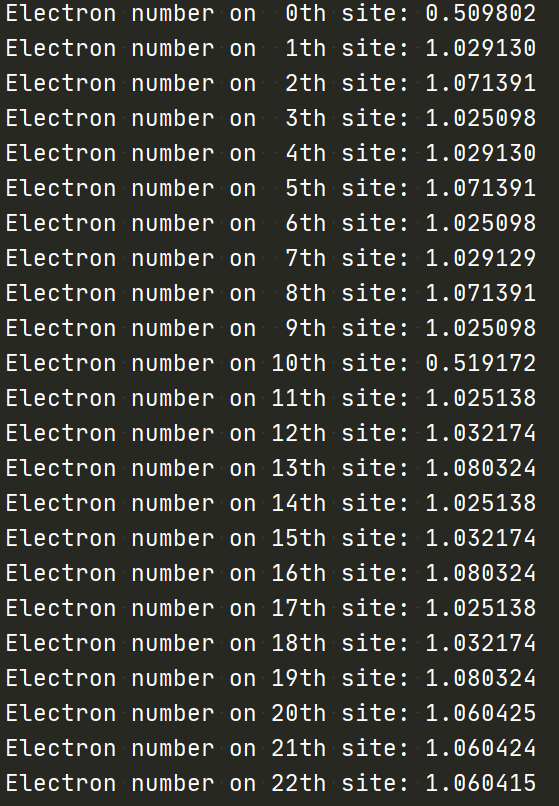 Electron number on  0th site: 0.509802
Electron number on  1th site: 1.029130
Electron number on  2th site: 1.071391
Electron number on  3th site: 1.025098
Electron number on  4th site: 1.029130
Electron number on  5th site: 1.071391
Electron number on  6th site: 1.025098
Electron number on  7th site: 1.029129
Electron number on  8th site: 1.071391
Electron number on  9th site: 1.025098
Electron number on 10th site: 0.519172
Electron number on 11th site: 1.025138
Electron number on 12th site: 1.032174
Electron number on 13th site: 1.080324
Electron number on 14th site: 1.025138
Electron number on 15th site: 1.032174
Electron number on 16th site: 1.080324
Electron number on 17th site: 1.025138
Electron number on 18th site: 1.032174
Electron number on 19th site: 1.080324
Electron number on 20th site: 1.060425
Electron number on 21th site: 1.060424
Electron number on 22th site: 1.060415